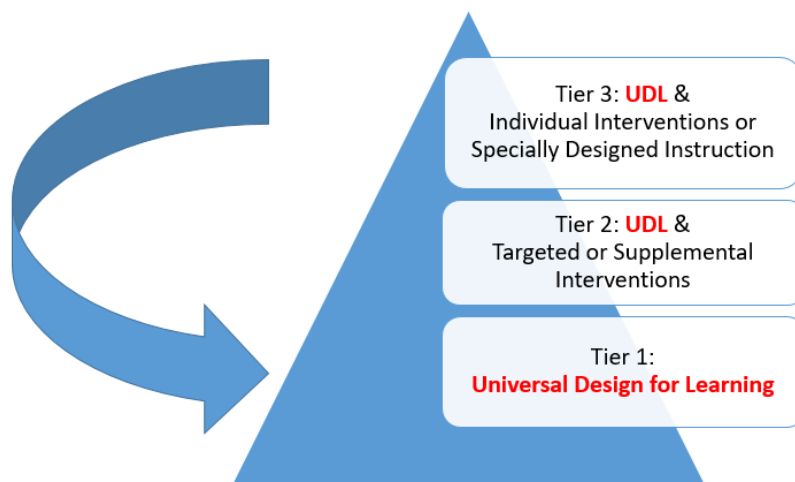 Tier 3: UDL &
Individual Interventions or
Specially Designed Instruction
Tier 2: UDL &
Targeted or Supplemental
Interventions
Tier 1:
Universal Design for Learning